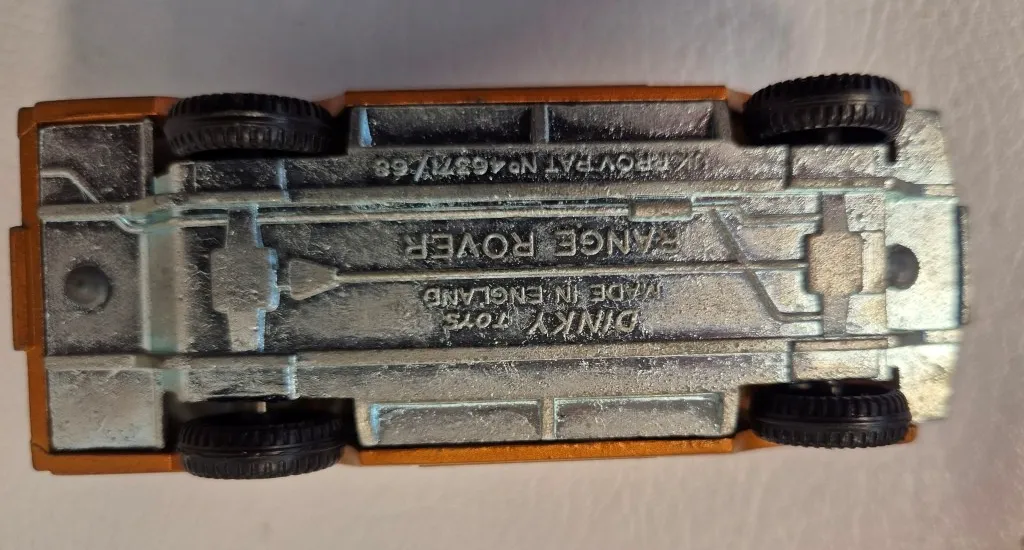 DINKY TOYS
MADE IN ENGLAND
RANGE ROVER
U.K. PROV. PAT Nº 46371/68